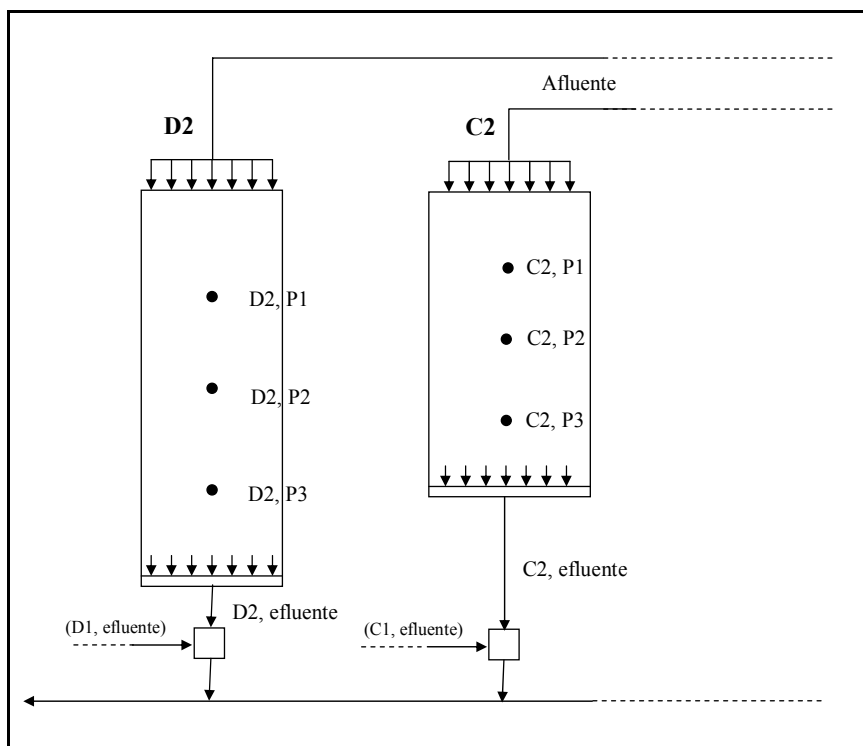 Afluente
D2
C2
C2, P1
D2, P1
C2, P2
D2, P2
C2, P3
D2, P3
C2, efluente
D2, efluente
(D1, efluente)
(C1, efluente)